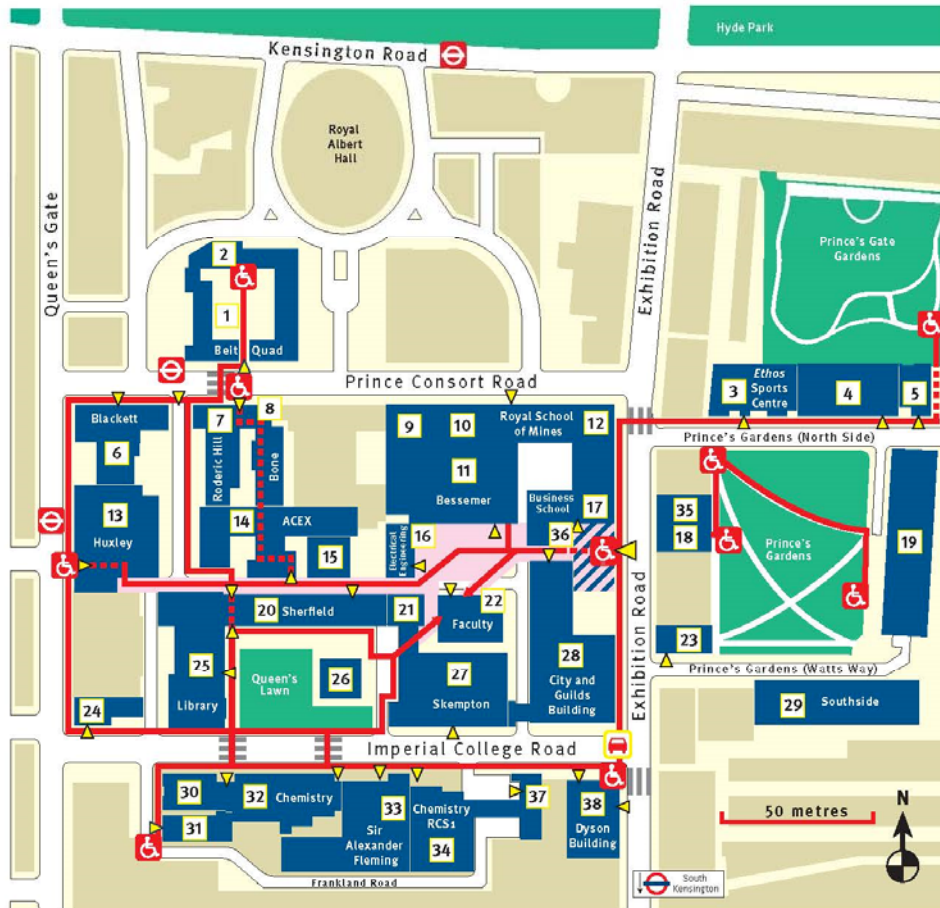 Hyde Park
Kensington Road
Royal
Albert
Hall
Queen's Gate
Exhibition Road
Prince's Gate
Gardens
2
1
Beit Quad
Prince Consort Road
3
Ethos
Sports
Centre
4
5
Prince's Gardens (North Side)
Blackett
6
7
8
Roderic Hill
Bone
9
10
Royal School
of Mines
12
11
Bessemer
Business
School
17
13
Huxley
14
ACEX
15
16
Electrical
Engineering
36
35
18
Prince's
Gardens
19
20
Sherfield
21
22
Faculty
23
Prince's Gardens (Watts Way)
25
Library
Queen's
Lawn
26
27
Skempton
28
City and
Guilds
Building
Exhibition Road
29
Southside
24
Imperial College Road
30
31
32
Chemistry
33
Sir
Alexander
Fleming
Chemistry
RCS1
34
37
38
Dyson
Building
50 metres
N
Frankland Road
South
Kensington